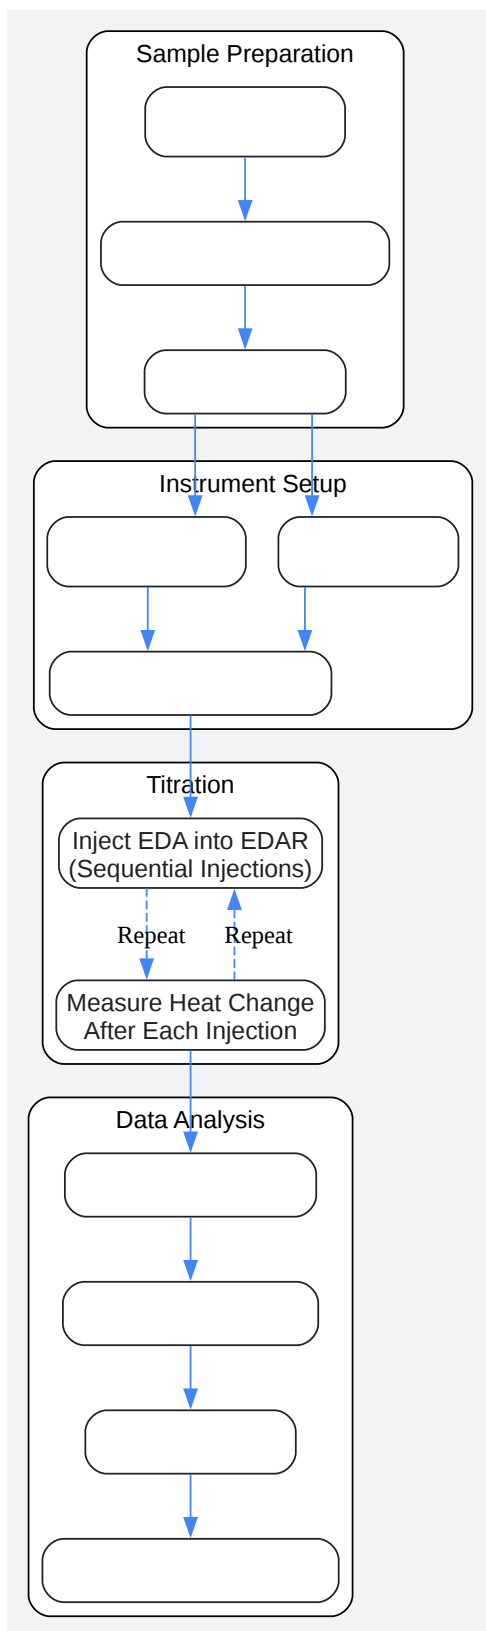 Sample Preparation
Instrument Setup
Titration
Inject EDA into EDAR
(Sequential Injections)
Repeat
Repeat
Measure Heat Change
After Each Injection
Data Analysis